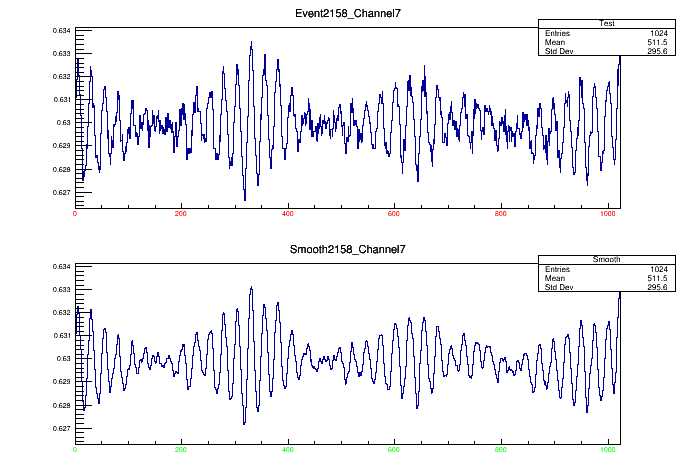 Event2158_Channel7
Test
Entries 1024
Mean 511.5
Std Dev 295.6
0.634
0.633
0.632
0.631
0.63
0.629
0.628
0.627
0 200 400 600 800 1000
Smooth2158_Channel7
Smooth
Entries 1024
Mean 511.5
Std Dev 295.6
0.634
0.633
0.632
0.631
0.63
0.629
0.628
0.627
0 200 400 600 800 1000